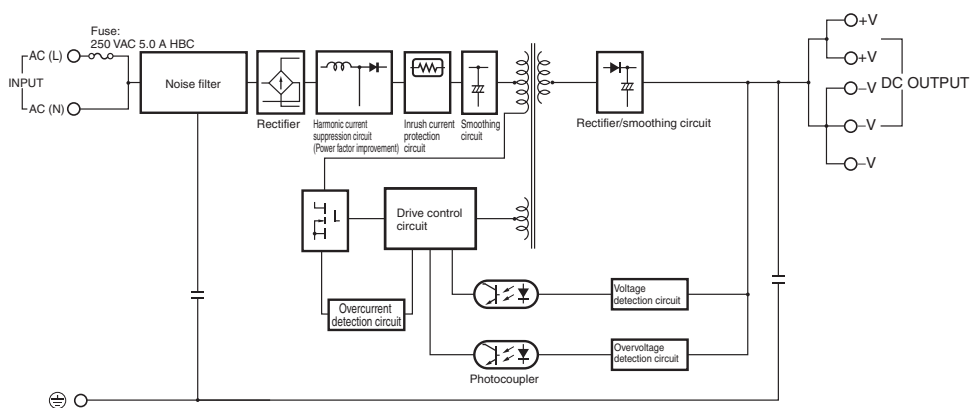 Fuse:
250 VAC 5.0 A HBC
AC (L)
INPUT
AC (N)
Noise filter
Rectifier
Harmonic current
suppression circuit
(Power factor improvement)
Inrush current
protection
circuit
Smoothing
circuit
Rectifier/smoothing circuit
+V
+V
DC OUTPUT
–V
–V
–V
Drive control
circuit
Overcurrent
detection circuit
Voltage
detection circuit
Overvoltage
detection circuit
Photocoupler